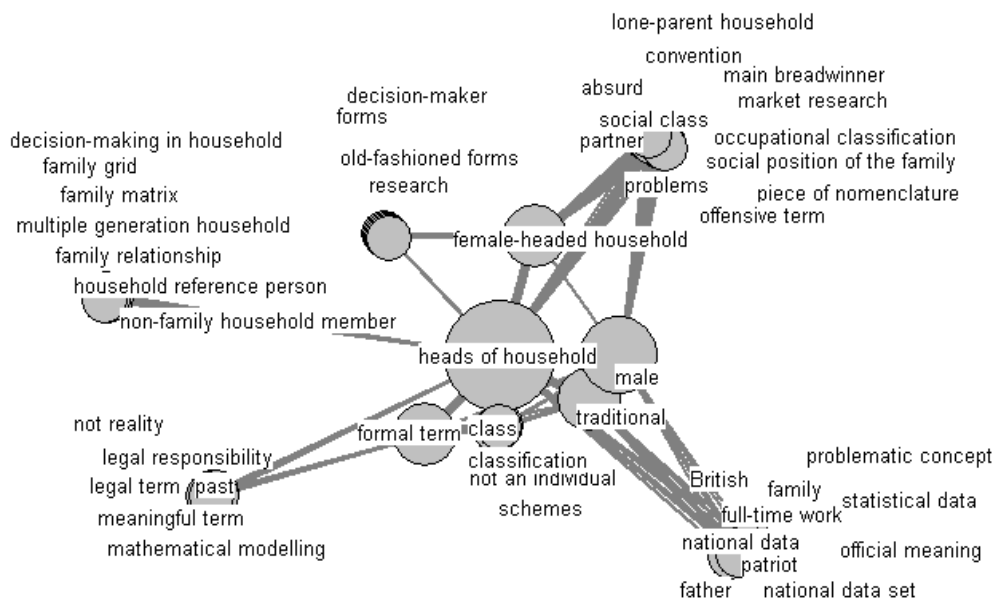 lone-parent household
convention
main breadwinner
absurd
market research
decision-maker
forms
social class
partner
occupational classification
decision-making in household
old-fashioned forms
social position of the family
family grid
research
problems
piece of nomenclature
family matrix
offensive term
multiple generation household
female-headed household
family relationship
household reference person
non-family household member
heads of household
male
traditional
not reality
formal term
class
legal responsibility
classification
not an individual
problematic concept
legal term
past
British
family
schemes
statistical data
meaningful term
full-time work
mathematical modelling
national data
official meaning
patriot
father
national data set